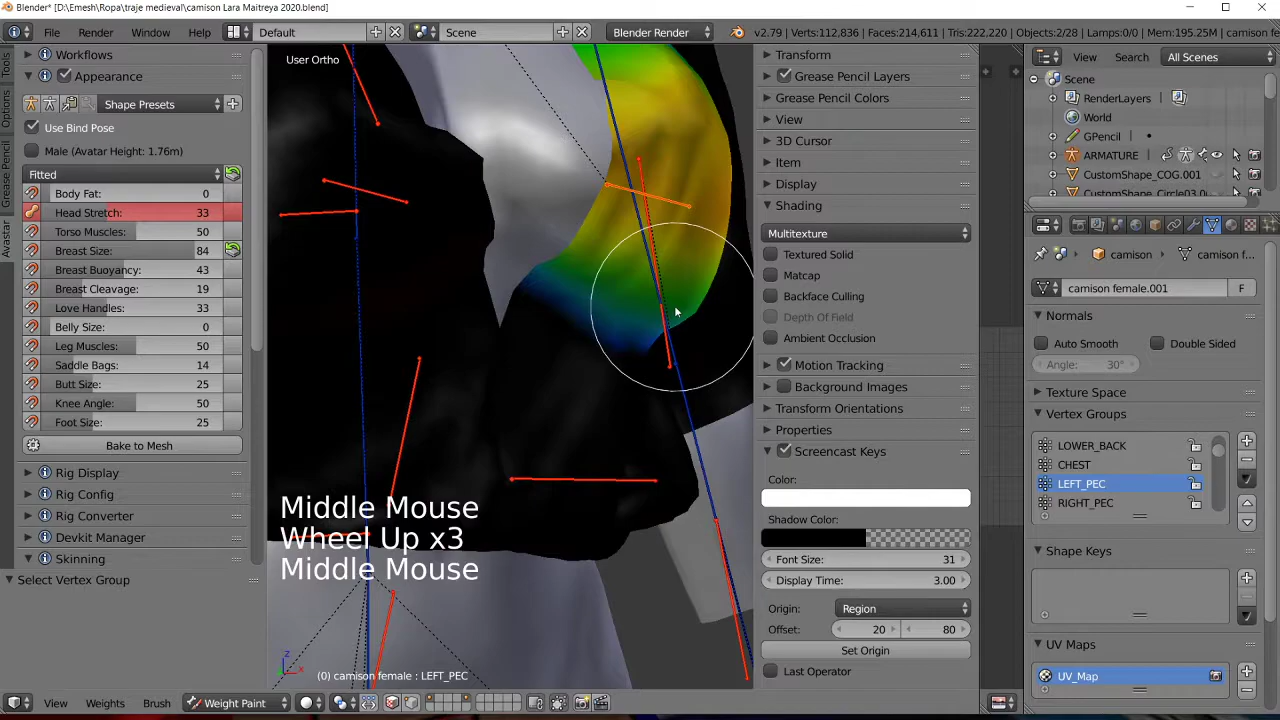 Blender* [D:\Emesh\Ropa\traje medieval\camison Lara Maitreya 2020.blend]
File Render Window Help Default Scene Blender Render v2.79 | Verts:112,836 | Faces:214,611 | Tris:222,220 | Objects:2/28 | Lamps:0/0 | Mem:195.25M | camison
Tools
Options
Grease Pencil
Avastar
Workflows
Appearance
Shape Presets
Use Bind Pose
Male (Avatar Height: 1.76m)
Fitted
Body Fat: 0
Head Stretch: 33
Torso Muscles: 50
Breast Size: 84
Breast Buoyancy: 43
Breast Cleavage: 19
Love Handles: 33
Belly Size: 0
Leg Muscles: 50
Saddle Bags: 14
Butt Size: 25
Knee Angle: 50
Foot Size: 25
Bake to Mesh
Rig Display
Rig Config
Rig Converter
Devkit Manager
Skinning
Select Vertex Group
User Ortho
Middle Mouse
Wheel Up x3
Middle Mouse
z
x
(0) camison female : LEFT_PEC
View Weights Brush Weight Paint
Transform
Grease Pencil Layers
Grease Pencil Colors
View
3D Cursor
Item
Display
Shading
Multitexture
Textured Solid
Matcap
Backface Culling
Depth Of Field
Ambient Occlusion
Motion Tracking
Background Images
Transform Orientations
Properties
Screencast Keys
Color:
Shadow Color:
Font Size: 31
Display Time: 3.00
Origin: Region
Offset: 20 80
Set Origin
Last Operator
View Search All Scenes
Scene
RenderLayers
World
GPencil
ARMATURE
CustomShape_COG.001
CustomShape_Circle03.0
camison camison f...
camison female.001 F
Normals
Auto Smooth Double Sided
Angle: 30°
Texture Space
Vertex Groups
LOWER_BACK
CHEST
LEFT_PEC
RIGHT_PEC
Shape Keys
UV Maps
UV_Map